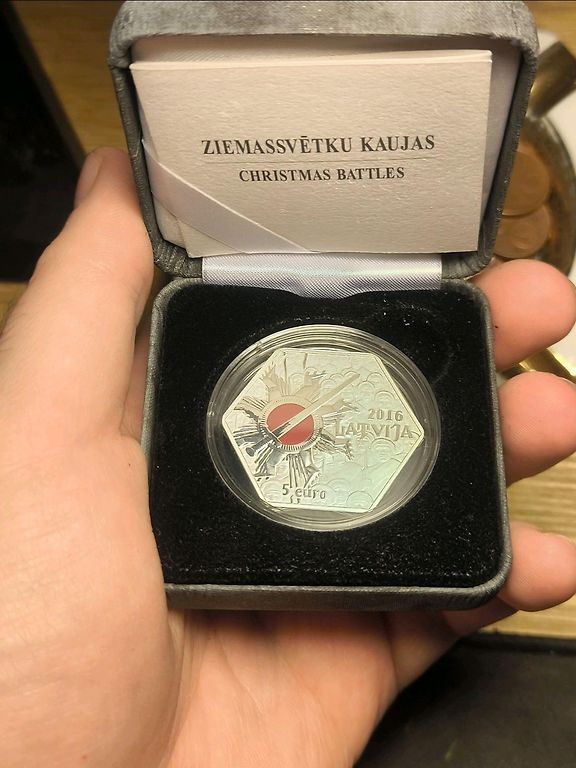 ZIEMASSVĒTKU KAUJAS
CHRISTMAS BATTLES
2016
LATVIJA
5 euro